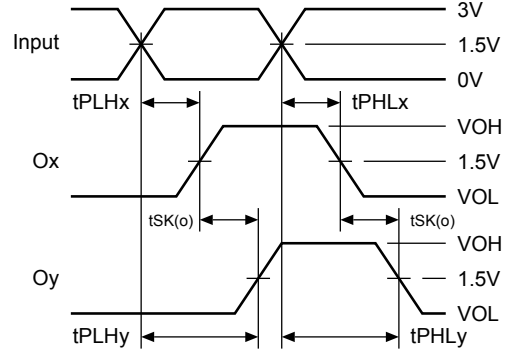 3V
Input
1.5V
0V
tPLHx
tPHLx
VOH
Ox
1.5V
VOL
tSK(o)
tSK(o)
VOH
Oy
1.5V
VOL
tPLHy
tPHLy